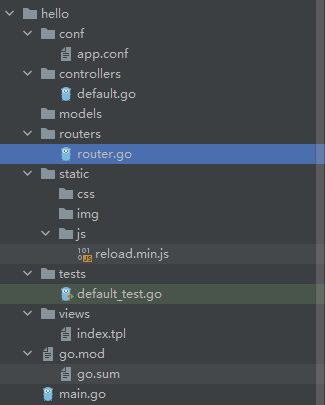 hello
conf
app.conf
controllers
default.go
models
routers
router.go
static
css
img
js
reload.min.js
tests
default_test.go
views
index.tpl
go.mod
go.sum
main.go